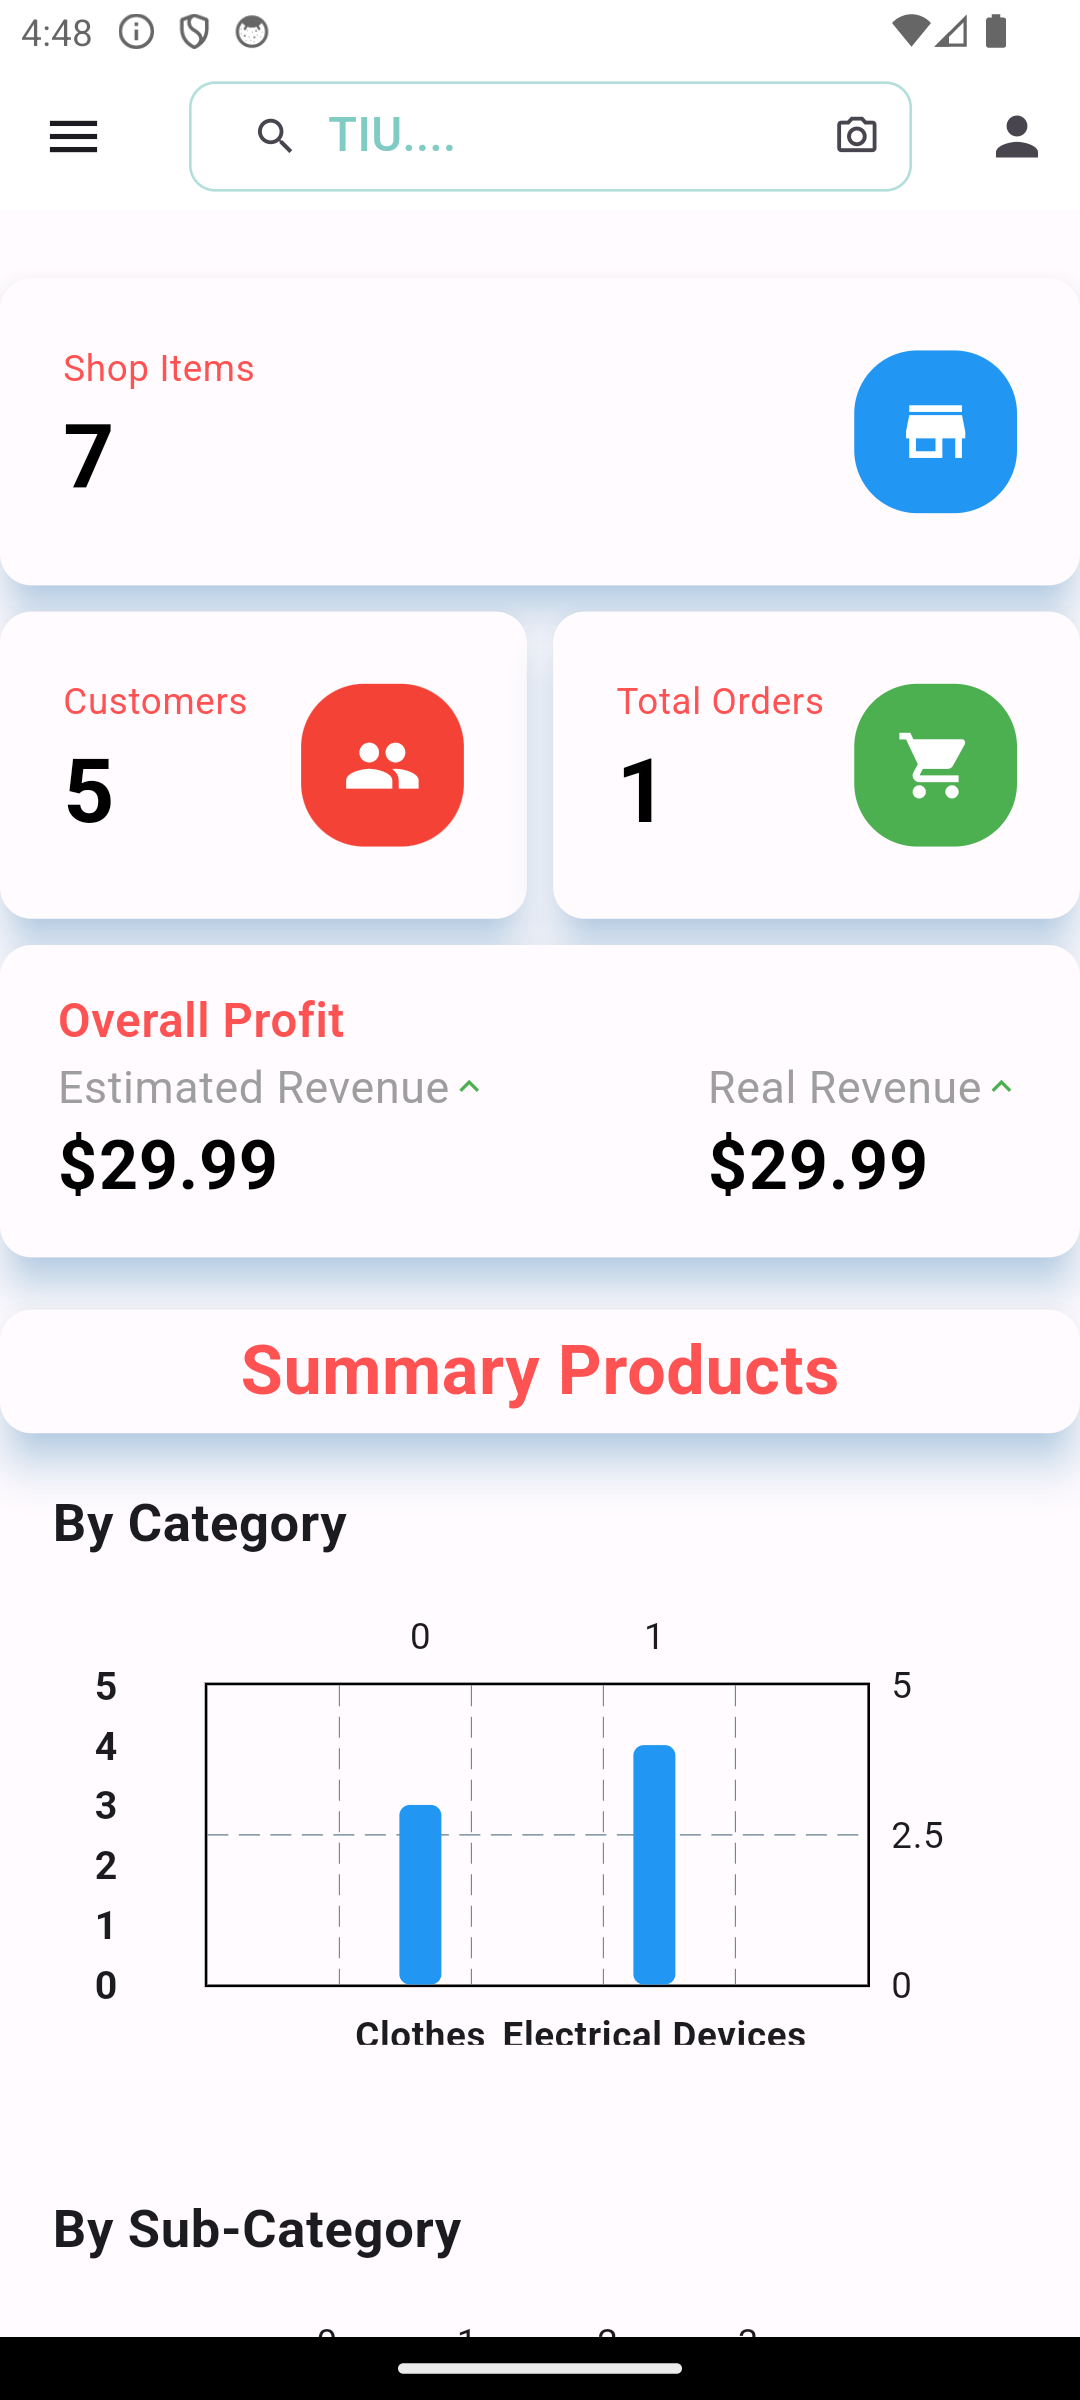 4:48
TIU....
Shop Items
7
Customers
5
Total Orders
1
Overall Profit
Estimated Revenue
$29.99
Real Revenue
$29.99
Summary Products
By Category
0 1
5 5
4
3
2.5
2
1
0 0
Clothes Electrical Devices
By Sub-Category